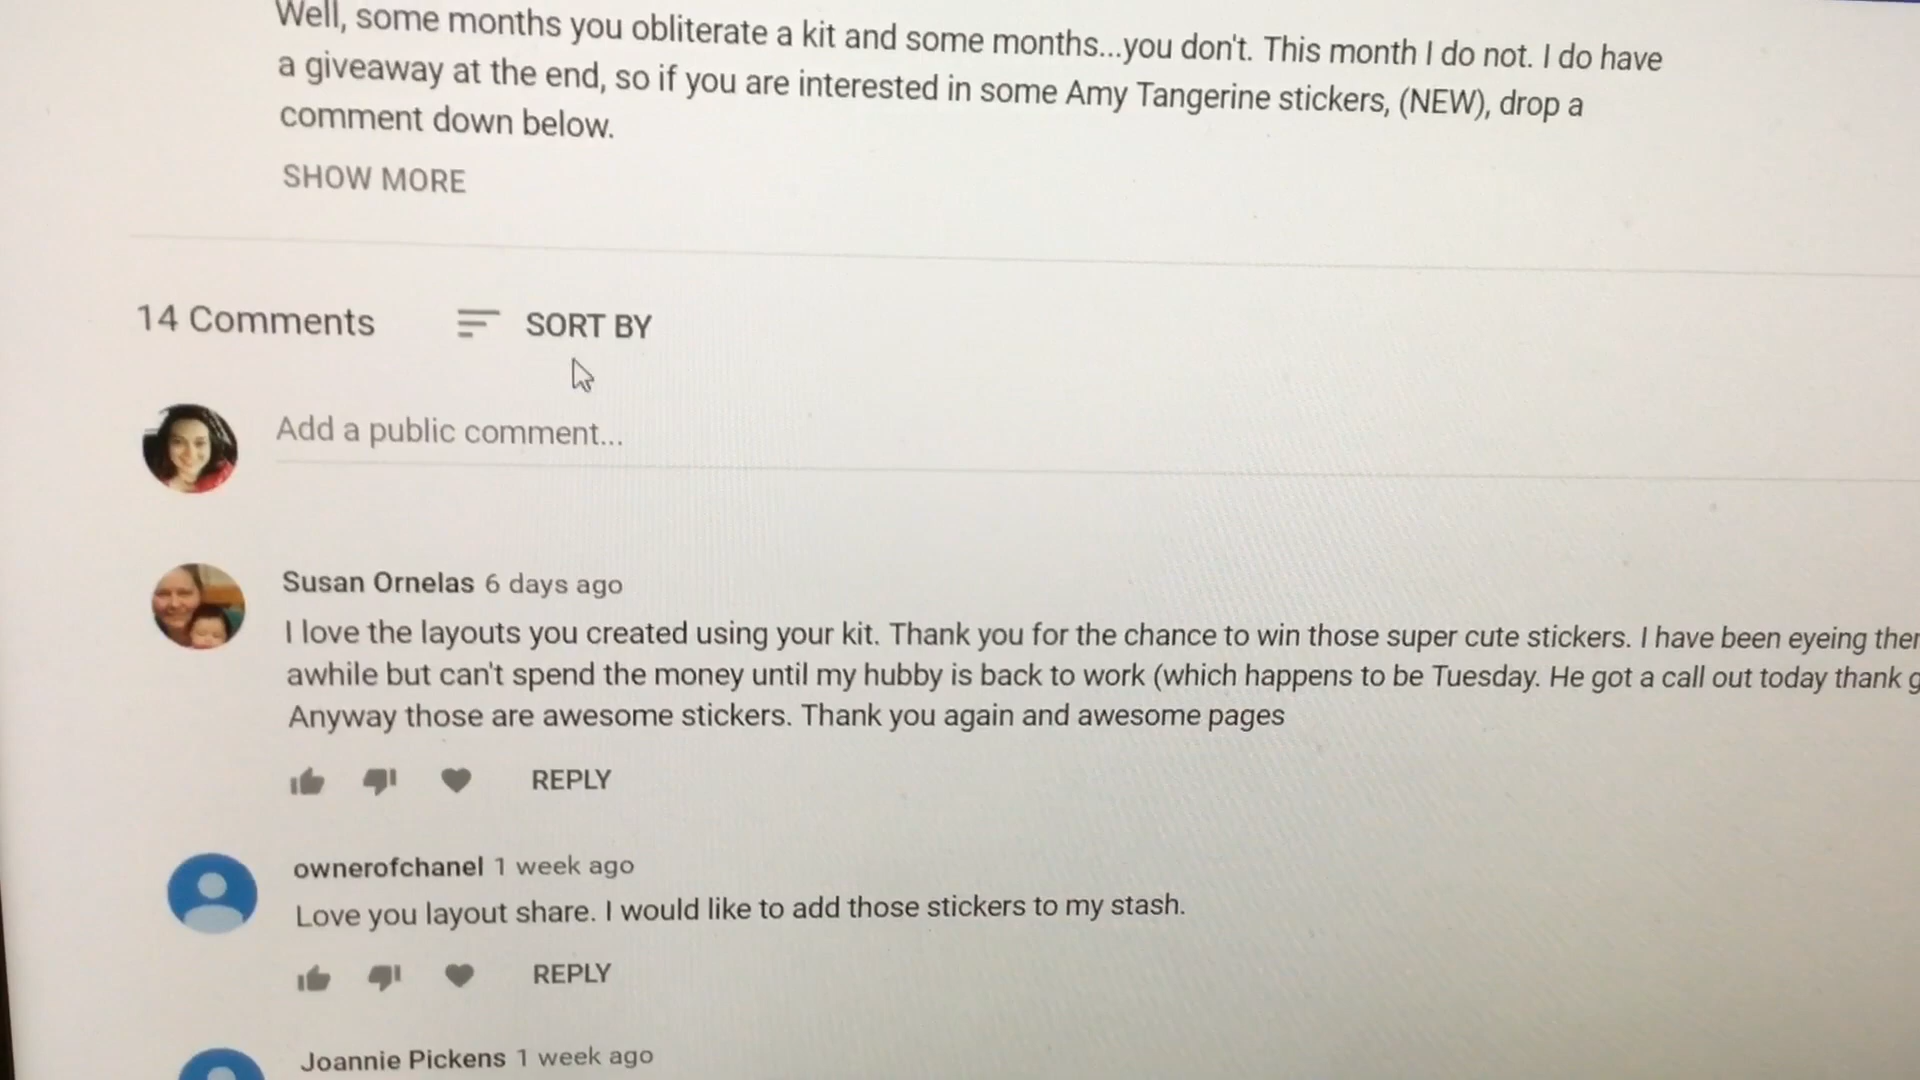 Well, some months you obliterate a kit and some months...you don't. This month I do not. I do have
a giveaway at the end, so if you are interested in some Amy Tangerine stickers, (NEW), drop a
comment down below.
SHOW MORE
14 Comments SORT BY
Add a public comment...
Susan Ornelas 6 days ago
I love the layouts you created using your kit. Thank you for the chance to win those super cute stickers. I have been eyeing
awhile but can't spend the money until my hubby is back to work (which happens to be Tuesday. He got a call out today thank
Anyway those are awesome stickers. Thank you again and awesome pages
REPLY
ownerofchanel 1 week ago
Love you layout share. I would like to add those stickers to my stash.
REPLY
Joannie Pickens 1 week ago